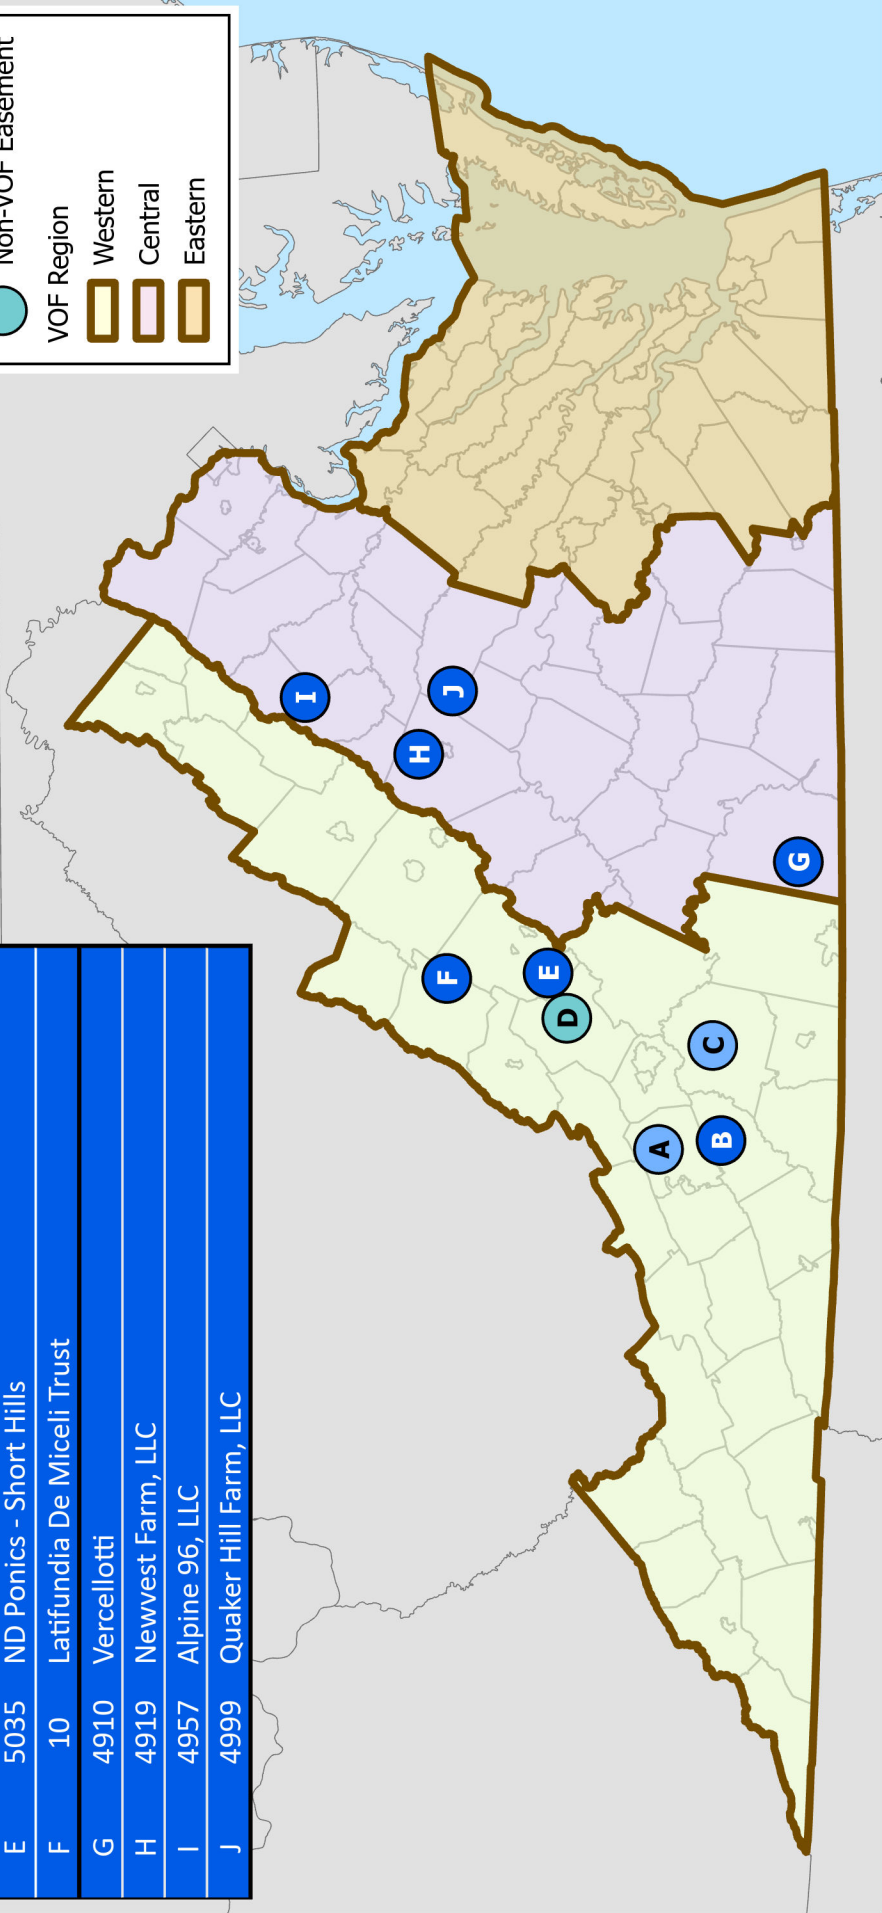 Non-VOF Easement
VOF Region
Western
Central
Eastern
E 5035 ND Ponics - Short Hills
F 10 Latifundia De Miceli Trust
G 4910 Vercellotti
H 4919 Newvest Farm, LLC
I 4957 Alpine 96, LLC
J 4999 Quaker Hill Farm, LLC
I
H
J
F
E
D
G
A
C
B